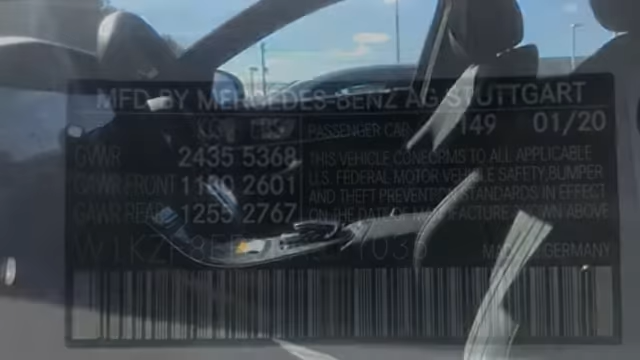 MFD BY MERCEDES-BENZ AG STUTTGART
KG LBS PASSENGER CAR 149 01/20
GVWR 2435 5368 THIS VEHICLE CONFORMS TO ALL APPLICABLE
GAWR FRONT 1180 2601 U.S. FEDERAL MOTOR VEHICLE SAFETY, BUMPER
GAWR REAR 1255 2767 AND THEFT PREVENTION STANDARDS IN EFFECT
ON THE DATE OF MANUFACTURE SHOWN ABOVE
MADE IN GERMANY